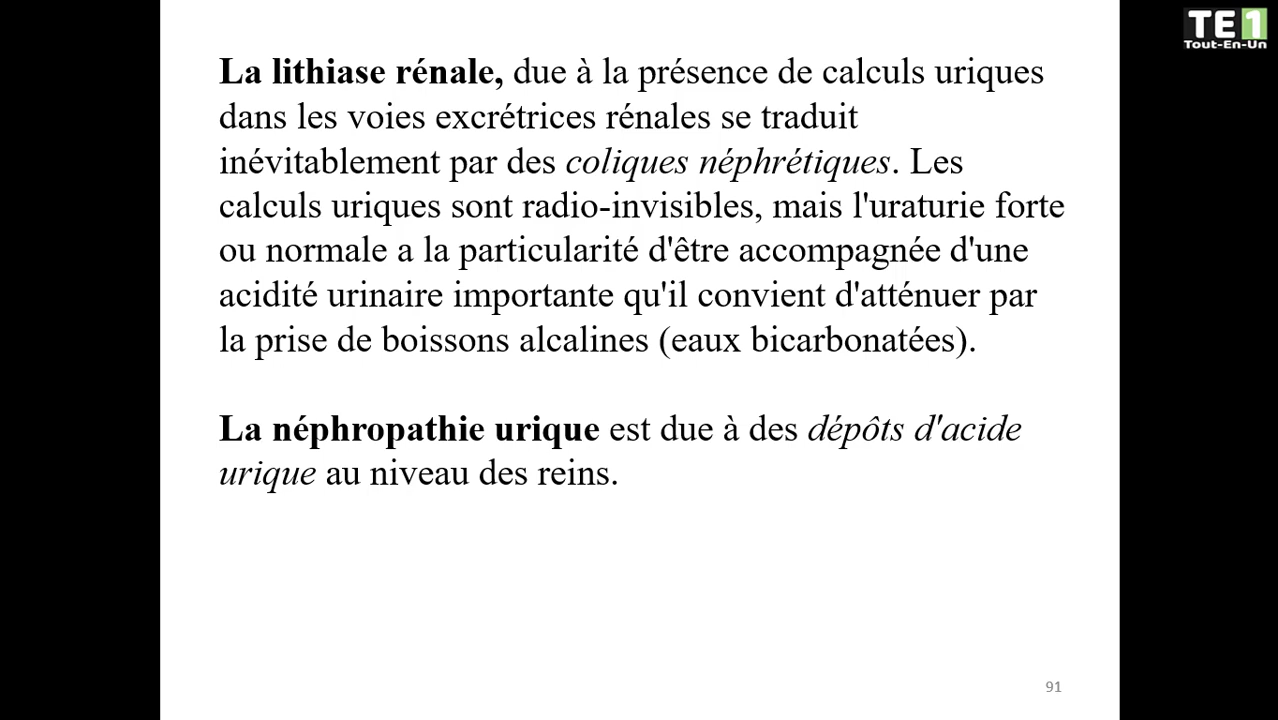 TE1
Tout-En-Un
La lithiase rénale, due à la présence de calculs uriques
dans les voies excrétrices rénales se traduit
inévitablement par des coliques néphrétiques. Les
calculs uriques sont radio-invisibles, mais l'uraturie forte
ou normale a la particularité d'être accompagnée d'une
acidité urinaire importante qu'il convient d'atténuer par
la prise de boissons alcalines (eaux bicarbonatées).
La néphropathie urique est due à des dépôts d'acide
urique au niveau des reins.
91